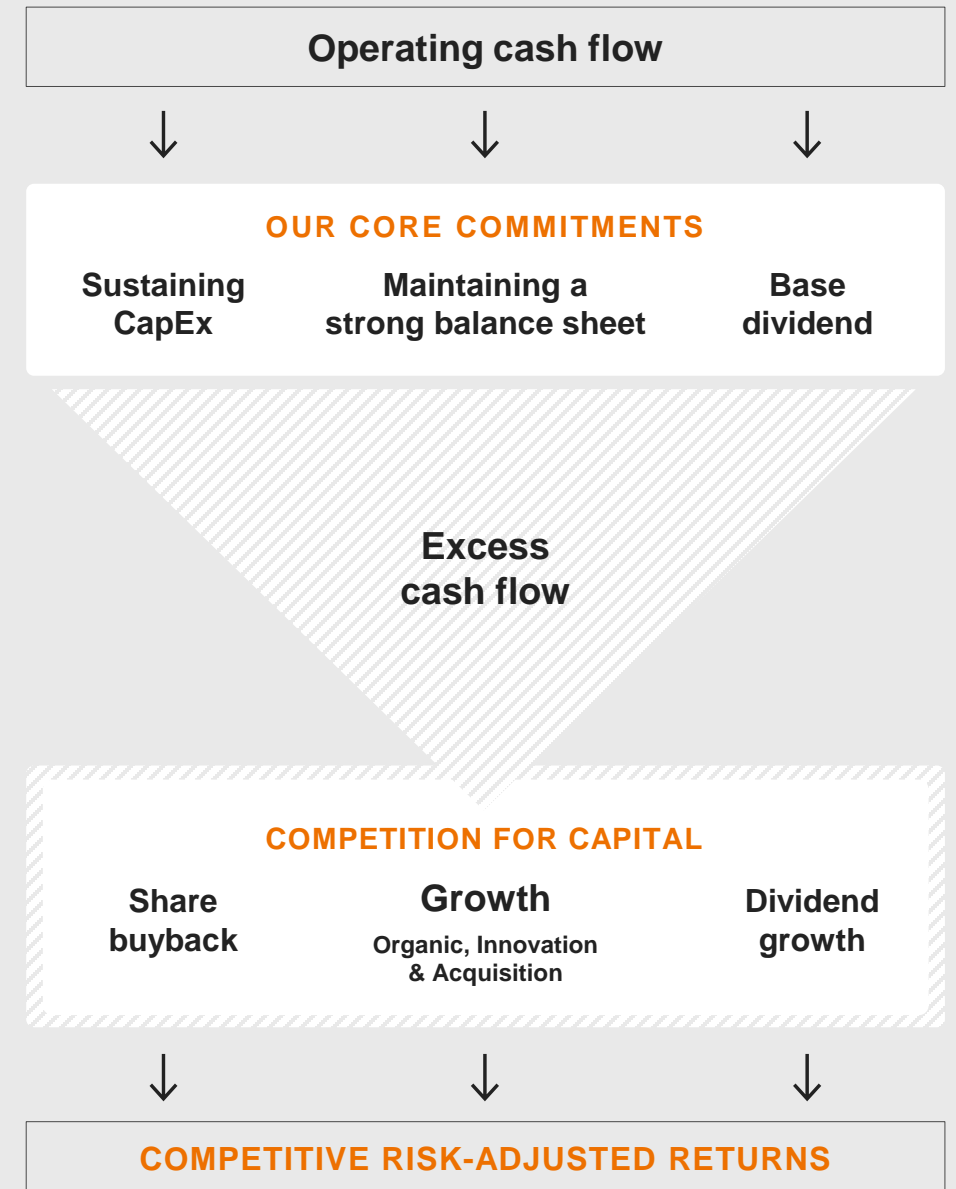 Operating cash flow
OUR CORE COMMITMENTS
Sustaining
CapEx
Maintaining a
strong balance sheet
Base
dividend
Excess
cash flow
COMPETITION FOR CAPITAL
Share
buyback
Growth
Organic, Innovation
& Acquisition
Dividend
growth
COMPETITIVE RISK-ADJUSTED RETURNS